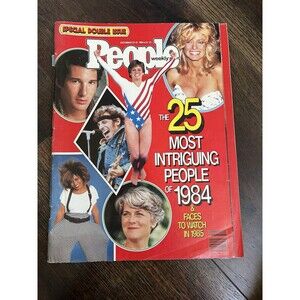 SPECIAL DOUBLE ISSUE
People
weekly
THE 25
MOST
INTRIGUING
PEOPLE
OF 1984
&
FACES
TO WATCH
IN 1985